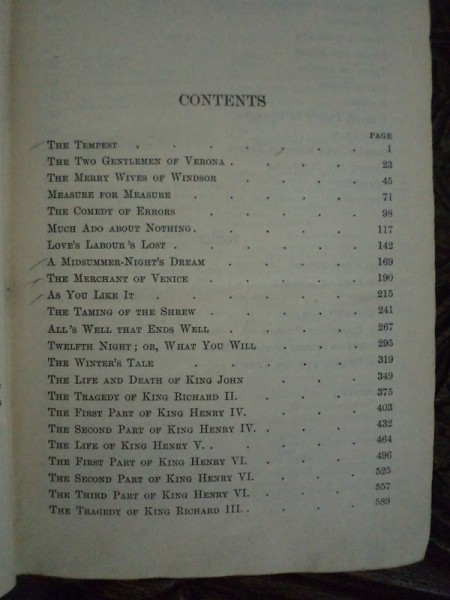 CONTENTS
PAGE
THE TEMPEST . . . . . . . 1
THE TWO GENTLEMEN OF VERONA . . . . . 23
THE MERRY WIVES OF WINDSOR . . . . 45
MEASURE FOR MEASURE . . . . . 71
THE COMEDY OF ERRORS . . . . . 98
MUCH ADO ABOUT NOTHING . . . . . 117
LOVE'S LABOUR'S LOST . . . . . . 142
A MIDSUMMER-NIGHT'S DREAM . . . . 169
THE MERCHANT OF VENICE . . . . 190
AS YOU LIKE IT . . . . . . 215
THE TAMING OF THE SHREW . . . . 241
ALL'S WELL THAT ENDS WELL . . . . 267
TWELFTH NIGHT; OR, WHAT YOU WILL . . . 295
THE WINTER'S TALE . . . . . 319
THE LIFE AND DEATH OF KING JOHN . . . 349
THE TRAGEDY OF KING RICHARD II. . . . 375
THE FIRST PART OF KING HENRY IV. . . . 403
THE SECOND PART OF KING HENRY IV. . . . 432
THE LIFE OF KING HENRY V. . . . . 464
THE FIRST PART OF KING HENRY VI. . . . 496
THE SECOND PART OF KING HENRY VI. . . . 525
THE THIRD PART OF KING HENRY VI. . . . 557
THE TRAGEDY OF KING RICHARD III. . . . 589